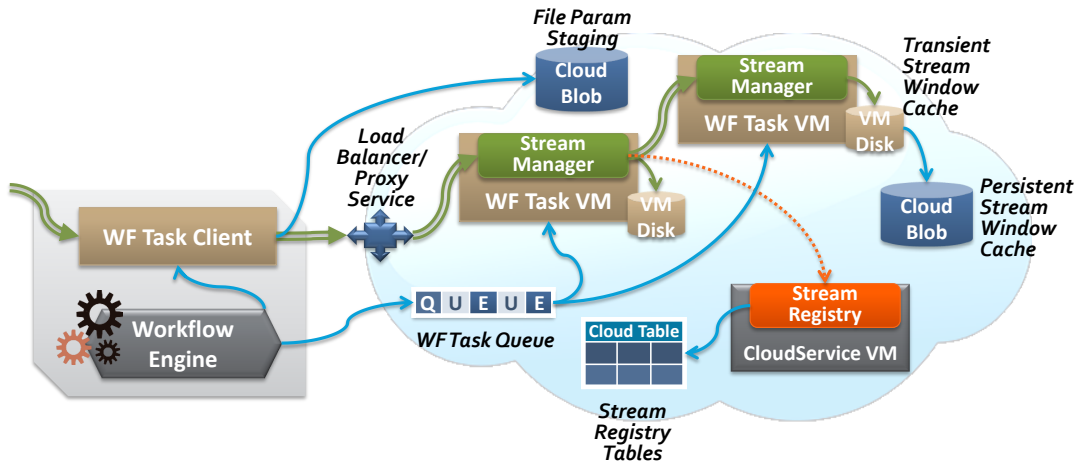 File Param
Staging
Cloud
Blob
Stream
Manager
WF Task VM
VM
Disk
Transient
Stream
Window
Cache
Load
Balancer/
Proxy
Service
Stream
Manager
WF Task VM
VM
Disk
Cloud
Blob
Persistent
Stream
Window
Cache
WF Task Client
Workflow
Engine
QUEUE
WF Task Queue
Cloud Table
Stream
Registry
Tables
Stream
Registry
CloudService VM